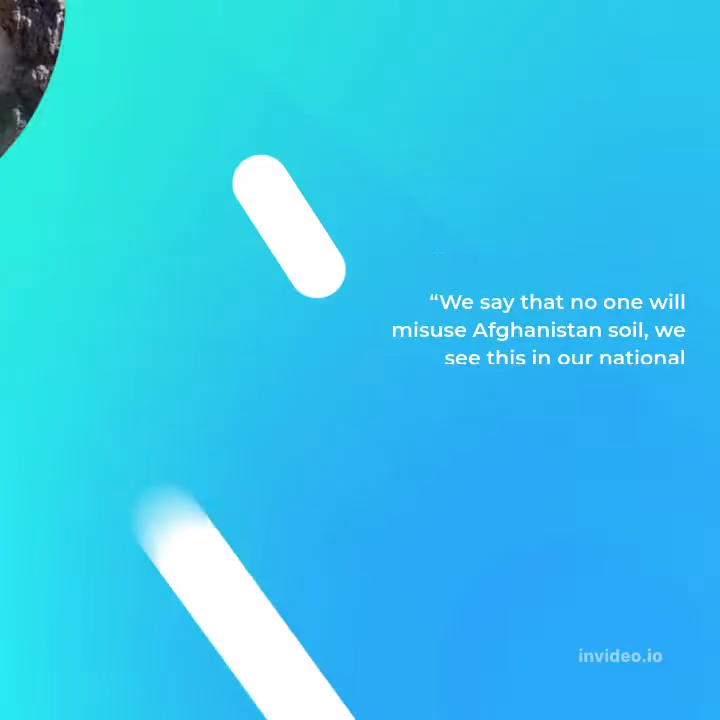 “We say that no one will
misuse Afghanistan soil, we
see this in our national
invideo.io